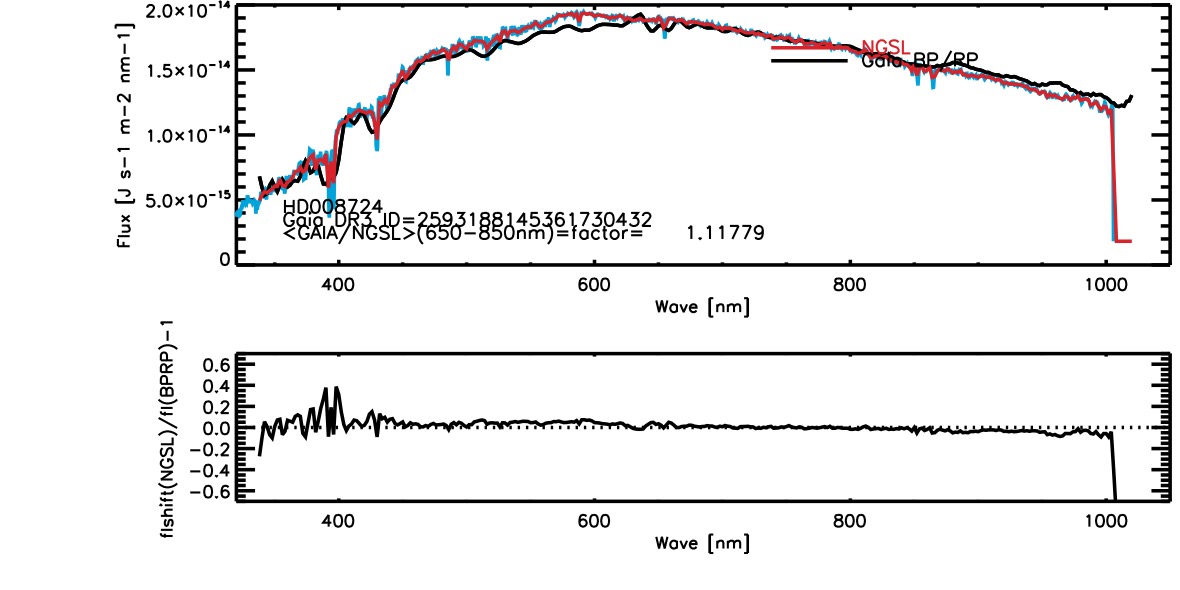 2.0×10−14
1.5×10−14
1.0×10−14
5.0×10−15
0
Flux [J s−1 m−2 nm−1]
NGSL
Gaia BP/RP
HD008724
Gaia DR3 ID=2593188145361730432
<GAIA/NGSL>(650−850nm)=factor= 1.11779
400 600 800 1000
Wave [nm]
flshift(NGSL)/fl(BPRP)−1
0.6
0.4
0.2
0.0
−0.2
−0.4
−0.6
400 600 800 1000
Wave [nm]